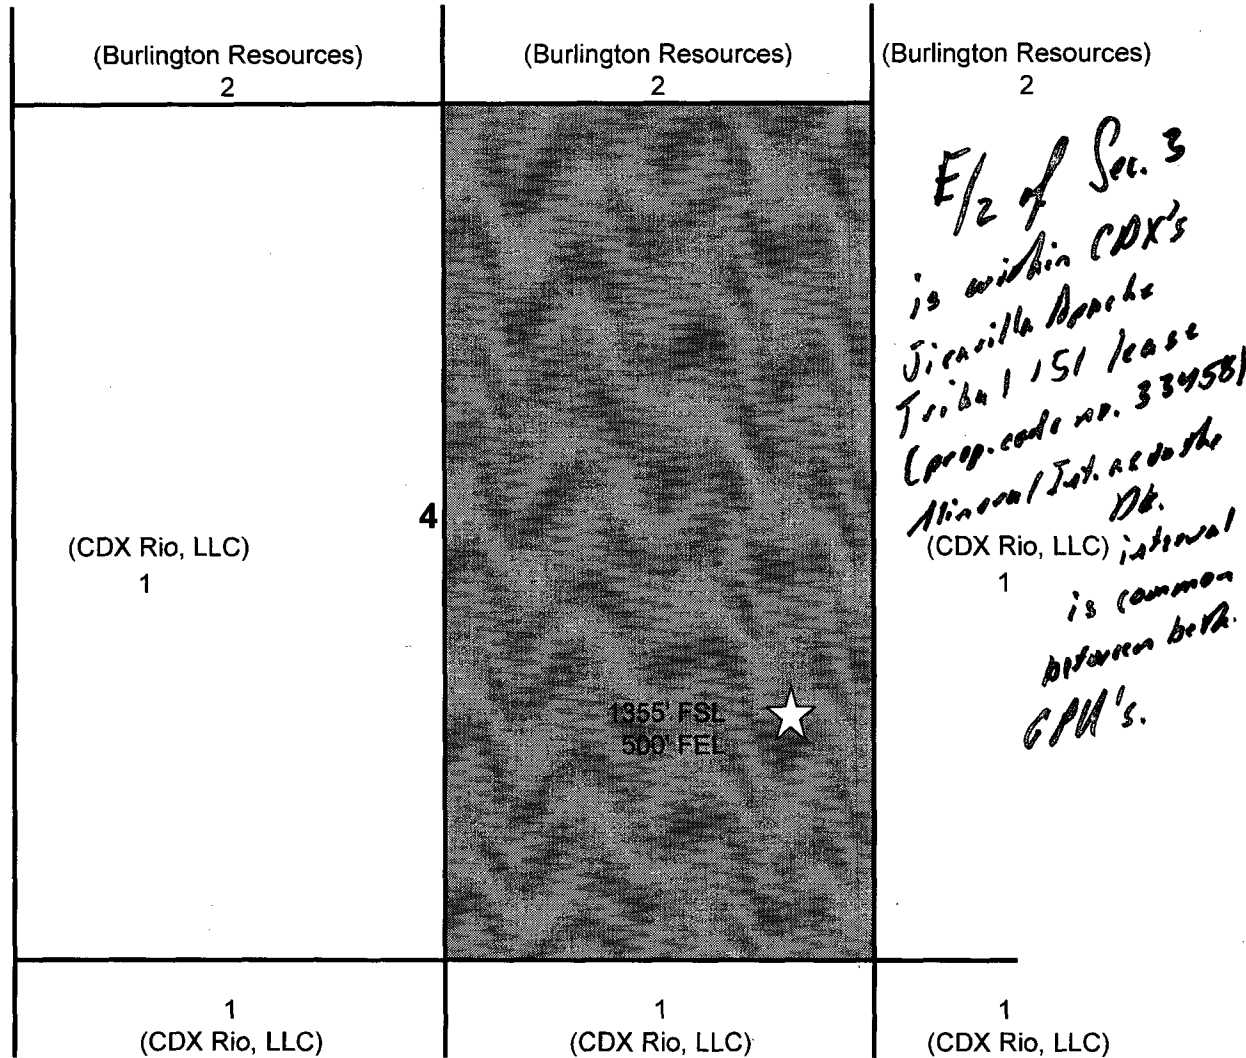 (Burlington Resources)
2
(Burlington Resources)
2
(Burlington Resources)
2
E/2 of Sec. 3
is within CDX's
Jicarilla Apache
Tribal 151 lease
(prop. code no. 33458)
Mineral Int. as to the
Dk.
interval
is common
between both
GPU's.
4
(CDX Rio, LLC)
1
(CDX Rio, LLC)
1
1355' FSL
500' FEL
1
(CDX Rio, LLC)
1
(CDX Rio, LLC)
1
(CDX Rio, LLC)